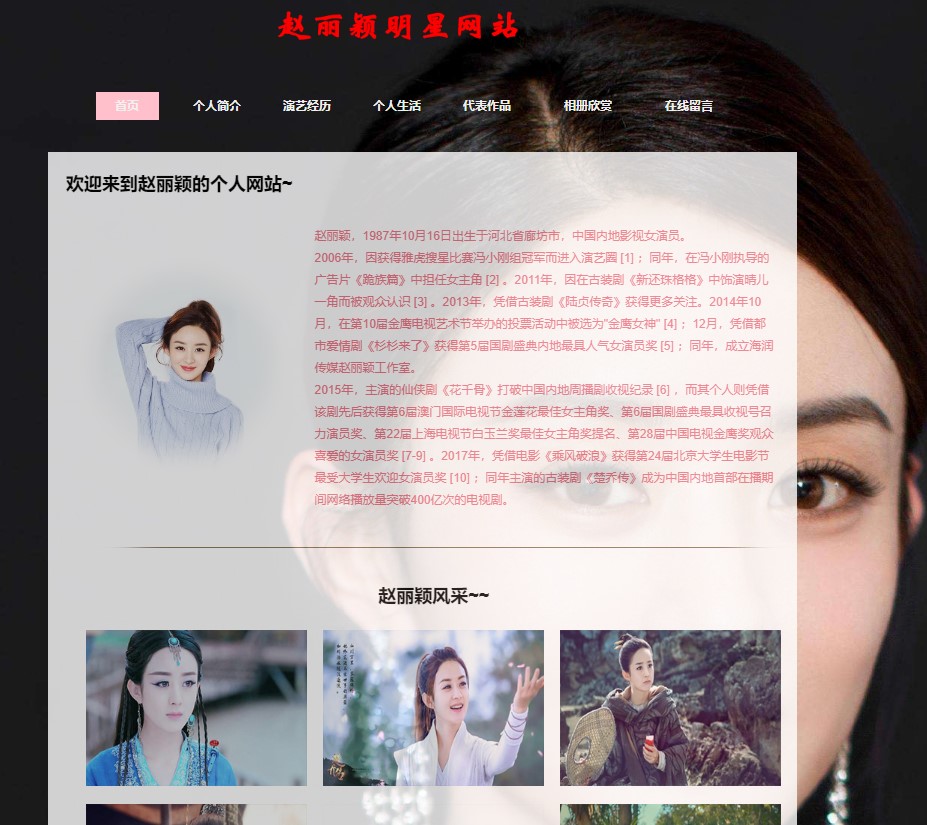 赵丽颖明星网站
首页 个人简介 演艺经历 个人生活 代表作品 相册欣赏 在线留言
欢迎来到赵丽颖的个人网站~
赵丽颖，1987年10月16日出生于河北省廊坊市，中国内地影视女演员。
2006年，因获得雅虎搜星比赛冯小刚组冠军而进入演艺圈 [1] ；同年，在冯小刚执导的
广告片《跪族篇》中担任女主角 [2] 。2011年，因在古装剧《新还珠格格》中饰演晴儿
一角而被观众认识 [3] 。2013年，凭借古装剧《陆贞传奇》获得更多关注。2014年10
月，在第10届金鹰电视艺术节举办的投票活动中被选为"金鹰女神" [4] ；12月，凭借都
市爱情剧《杉杉来了》获得第5届国剧盛典内地最具人气女演员奖 [5] ；同年，成立海润
传媒赵丽颖工作室。
2015年，主演的仙侠剧《花千骨》打破中国内地周播剧收视纪录 [6] ，而其个人则凭借
该剧先后获得第6届澳门国际电视节金莲花最佳女主角奖、第6届国剧盛典最具收视号召
力演员奖、第22届上海电视节白玉兰奖最佳女主角奖提名、第28届中国电视金鹰奖观众
喜爱的女演员奖 [7-9] 。2017年，凭借电影《乘风破浪》获得第24届北京大学生电影节
最受大学生欢迎女演员奖 [10] ；同年主演的古装剧《楚乔传》成为中国内地首部在播期
间网络播放量突破400亿次的电视剧。
赵丽颖风采~~